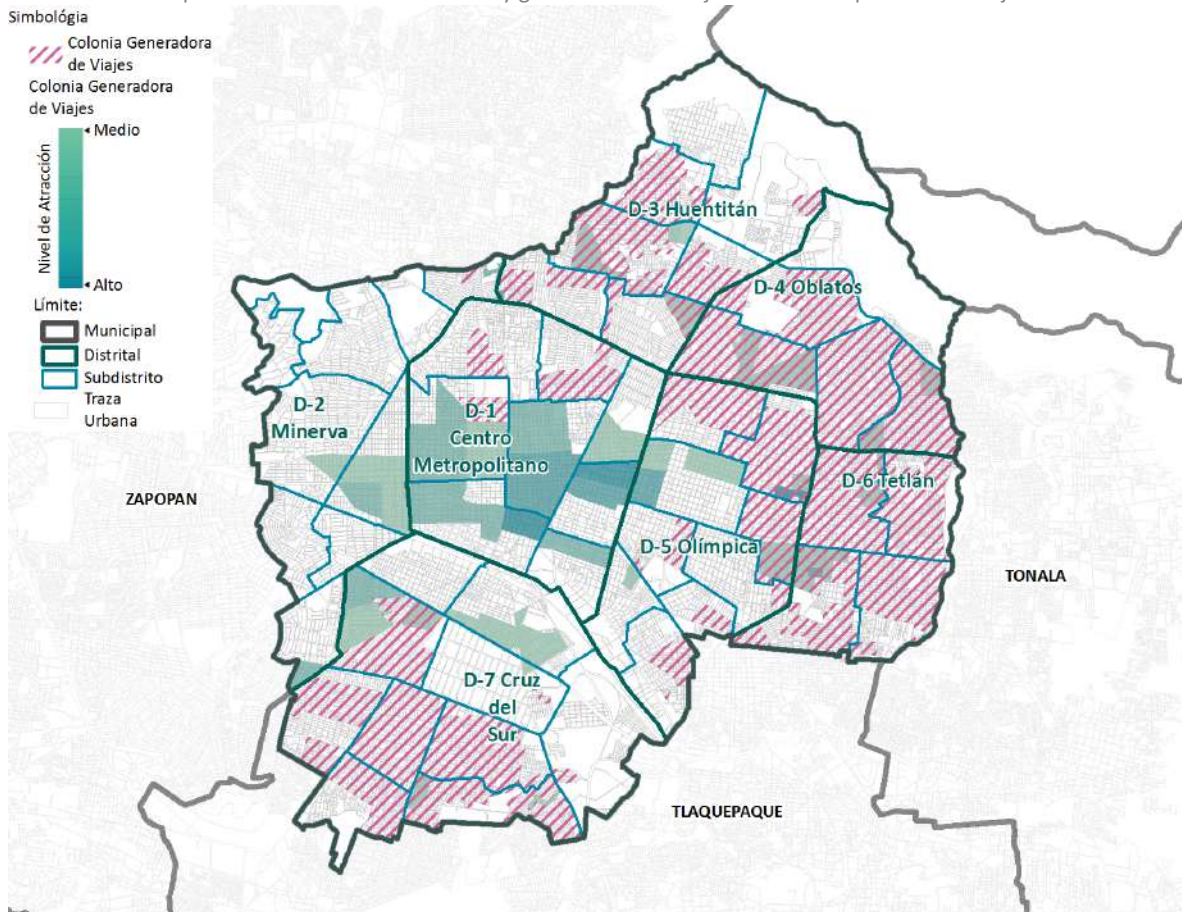 Simbológia
Colonia Generadora
de Viajes
Colonia Generadora
de Viajes
Medio
Nivel de Atracción
Alto
Límite:
Municipal
Distrital
Subdistrito
Traza
Urbana
D-3 Huentitán
D-4 Oblatos
D-2
Minerva
D-1
Centro
Metropolitano
D-6 Tetlán
ZAPOPAN
D-5 Olímpica
TONALA
D-7 Cruz
del
Sur
TLAQUEPAQUE